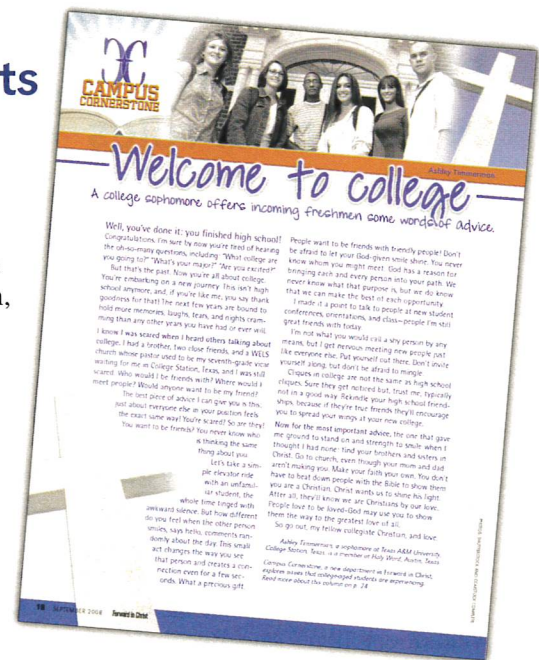 ts
,
CAMPUS
CORNERSTONE
Ashley Timmerman
Welcome to college
A college sophomore offers incoming freshmen some words of advice.
Well, you've done it; you finished high school!
Congratulations. I'm sure by now you're tired of hearing
the oh-so-many questions, including: "What college are
you going to?" "What's your major?" "Are you excited?"
But that's the past. Now you're all about college.
You're embarking on a new journey. This isn't high
school anymore, and, if you're like me, you say thank
goodness for that! The next few years are bound to
hold more memories, laughs, tears, and nights cram-
ming than any other years you have had or ever will.
I know I was scared when I heard others talking about
college. I had a brother, two close friends, and a WELS
church whose pastor used to be my seventh-grade vicar
waiting for me in College Station, Texas, and I was still
scared. Who would I be friends with? Where would I
meet people? Would anyone want to be my friend?
The best piece of advice I can give you is this:
just about everyone else in your position feels
the exact same way! You're scared? So are they!
You want to be friends? You never know who
is thinking the same
thing about you.
Let's take a sim-
ple elevator ride
with an unfamil-
iar student, the
whole time tinged with
awkward silence. But how different
do you feel when the other person
smiles, says hello, comments ran-
domly about the day. This small
act changes the way you see
that person and creates a con-
nection even for a few sec-
onds. What a precious gift.
People want to be friends with friendly people! Don't
be afraid to let your God-given smile shine. You never
know whom you might meet. God has a reason for
bringing each and every person into your path. We
never know what that purpose is, but we do know
that we can make the best of each opportunity.
I made it a point to talk to people at new student
conferences, orientations, and class—people I'm still
great friends with today.
I'm not what you would call a shy person by any
means, but I get nervous meeting new people just
like everyone else. Put yourself out there. Don't invite
yourself along, but don't be afraid to mingle.
Cliques in college are not the same as high school
cliques. Sure they get noticed but, trust me, typically
not in a good way. Rekindle your high school friend-
ships, because if they're true friends they'll encourage
you to spread your wings at your new college.
Now for the most important advice, the one that gave
me ground to stand on and strength to smile when I
thought I had none: find your brothers and sisters in
Christ. Go to church, even though your mom and dad
aren't making you. Make your faith your own. You don't
have to beat down people with the Bible to show them
you are a Christian, Christ wants us to shine his light.
After all, they'll know we are Christians by our love.
People love to be loved—God may use you to show
them the way to the greatest love of all.
So go out, my fellow collegiate Christian, and love.
Ashley Timmerman, a sophomore at Texas A&M University,
College Station, Texas, is a member at Holy Word, Austin, Texas.
Campus Cornerstone, a new department in Forward in Christ,
explores issues that college-aged students are experiencing.
Read more about this column on p. 24.
18 SEPTEMBER 2008 Forward in Christ